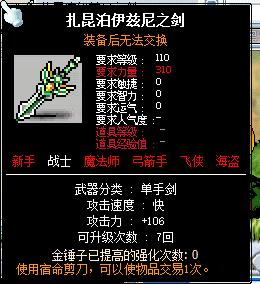 扎昆泊伊兹尼之剑
装备后无法交换
要求等级： 110
要求力量： 310
要求敏捷： 0
要求智力： 0
要求运气： 0
要求人气度： -
道具等级： -
道具经验值： -
新手 战士 魔法师 弓箭手 飞侠 海盗
武器分类 ： 单手剑
攻击速度 ： 快
攻击力 ： +106
可升级次数 ： 7回
金锤子已提高的强化次数: 0
使用宿命剪刀，可以使物品交易1次。